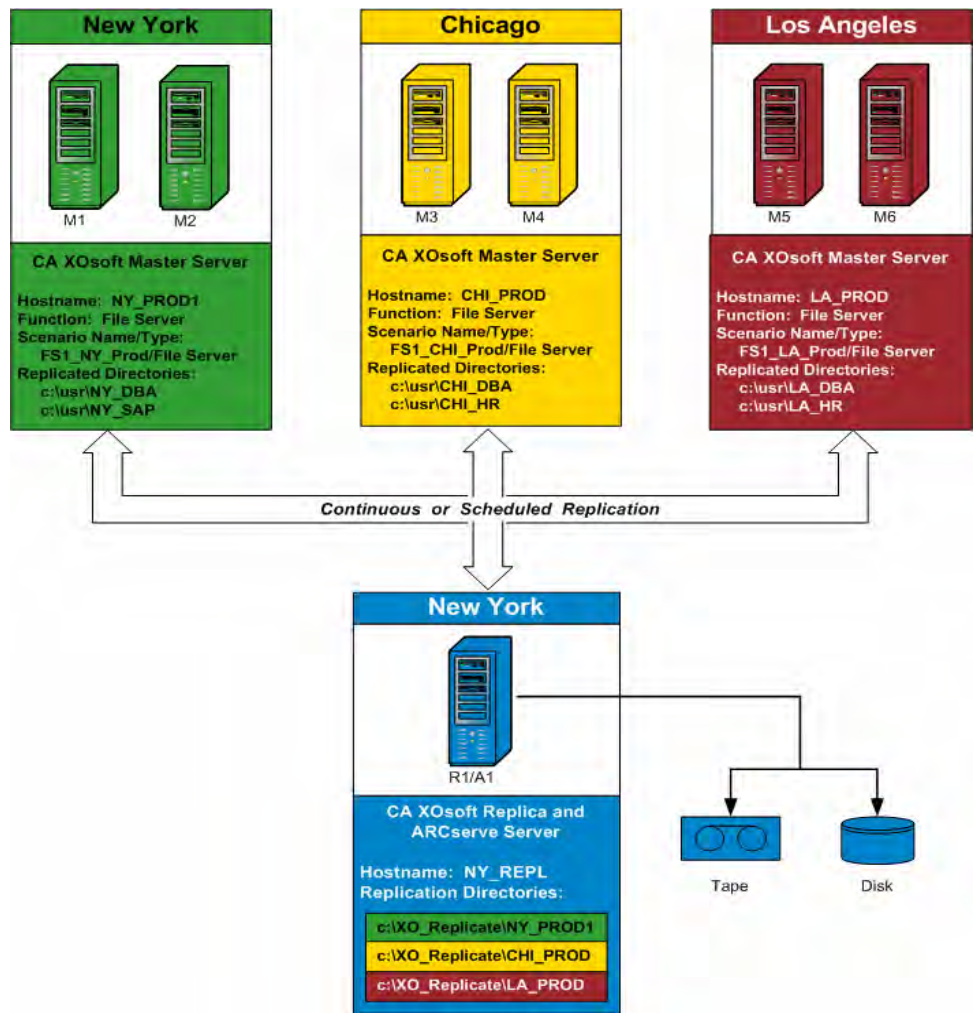 New York
M1
M2
CA XOsoft Master Server
Hostname: NY_PROD1
Function: File Server
Scenario Name/Type:
FS1_NY_Prod/File Server
Replicated Directories:
c:\usr\NY_DBA
c:\usr\NY_SAP
Chicago
M3
M4
CA XOsoft Master Server
Hostname: CHI_PROD
Function: File Server
Scenario Name/Type:
FS1_CHI_Prod/File Server
Replicated Directories:
c:\usr\CHI_DBA
c:\usr\CHI_HR
Los Angeles
M5
M6
CA XOsoft Master Server
Hostname: LA_PROD
Function: File Server
Scenario Name/Type:
FS1_LA_Prod/File Server
Replicated Directories:
c:\usr\LA_DBA
c:\usr\LA_HR
Continuous or Scheduled Replication
New York
R1/A1
CA XOsoft Replica and
ARCserve Server
Hostname: NY_REPL
Replication Directories:
c:\XO_Replicate\NY_PROD1
c:\XO_Replicate\CHI_PROD
c:\XO_Replicate\LA_PROD
Tape
Disk